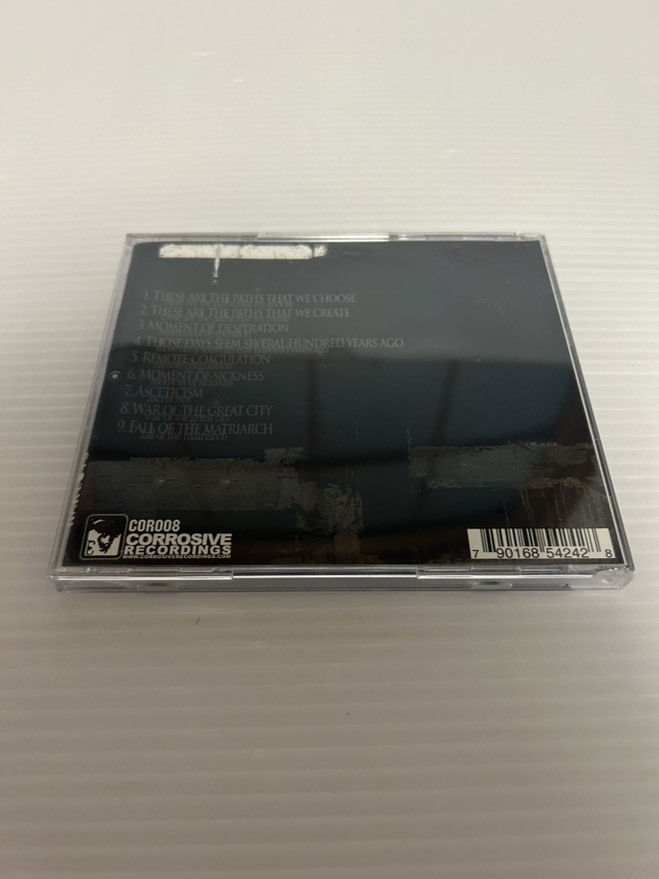 1. THESE ARE THE PATHS THAT WE CHOOSE
2. THESE ARE THE PATHS THAT WE CREATE
3. MOMENT OF DESPERATION
4. THOSE DAYS SEEM SEVERAL HUNDRED YEARS AGO
5. REMOTE COAGULATION
6. MOMENT OF SICKNESS
7. ASCETICISM
8. WAR OF THE GREAT CITY
9. FALL OF THE MATRIARCH
COR008
CORROSIVE
RECORDINGS
WWW.CORROSIVERECORDINGS.COM
7 90168 54242 8